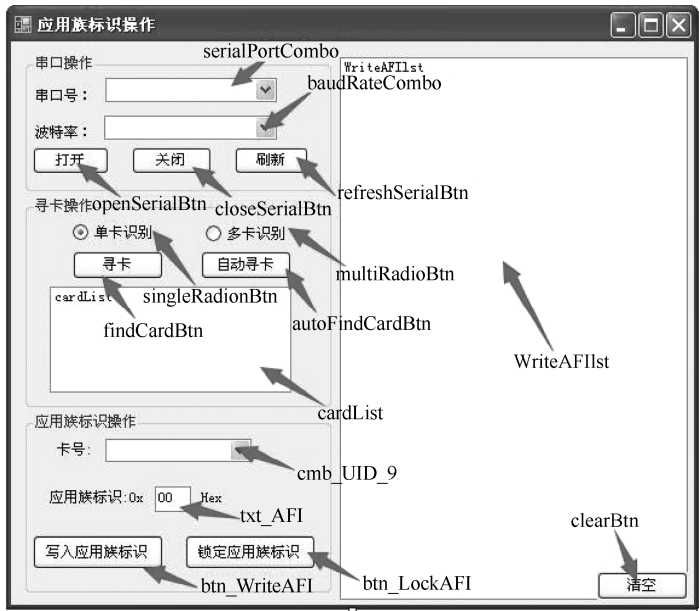 应用族标识操作
serialPortCombo
串口操作
WriteAFIlst
串口号：
baudRateCombo
波特率：
打开
关闭
刷新
openSerialBtn
closeSerialBtn
refreshSerialBtn
寻卡操作
单卡识别
多卡识别
寻卡
自动寻卡
multiRadioBtn
cardList
singleRadionBtn
findCardBtn
autoFindCardBtn
WriteAFIlst
cardList
应用族标识操作
卡号:
cmb_UID_9
应用族标识:0x 00 Hex
txt_AFI
clearBtn
写入应用族标识
锁定应用族标识
btn_WriteAFI
btn_LockAFI
清空